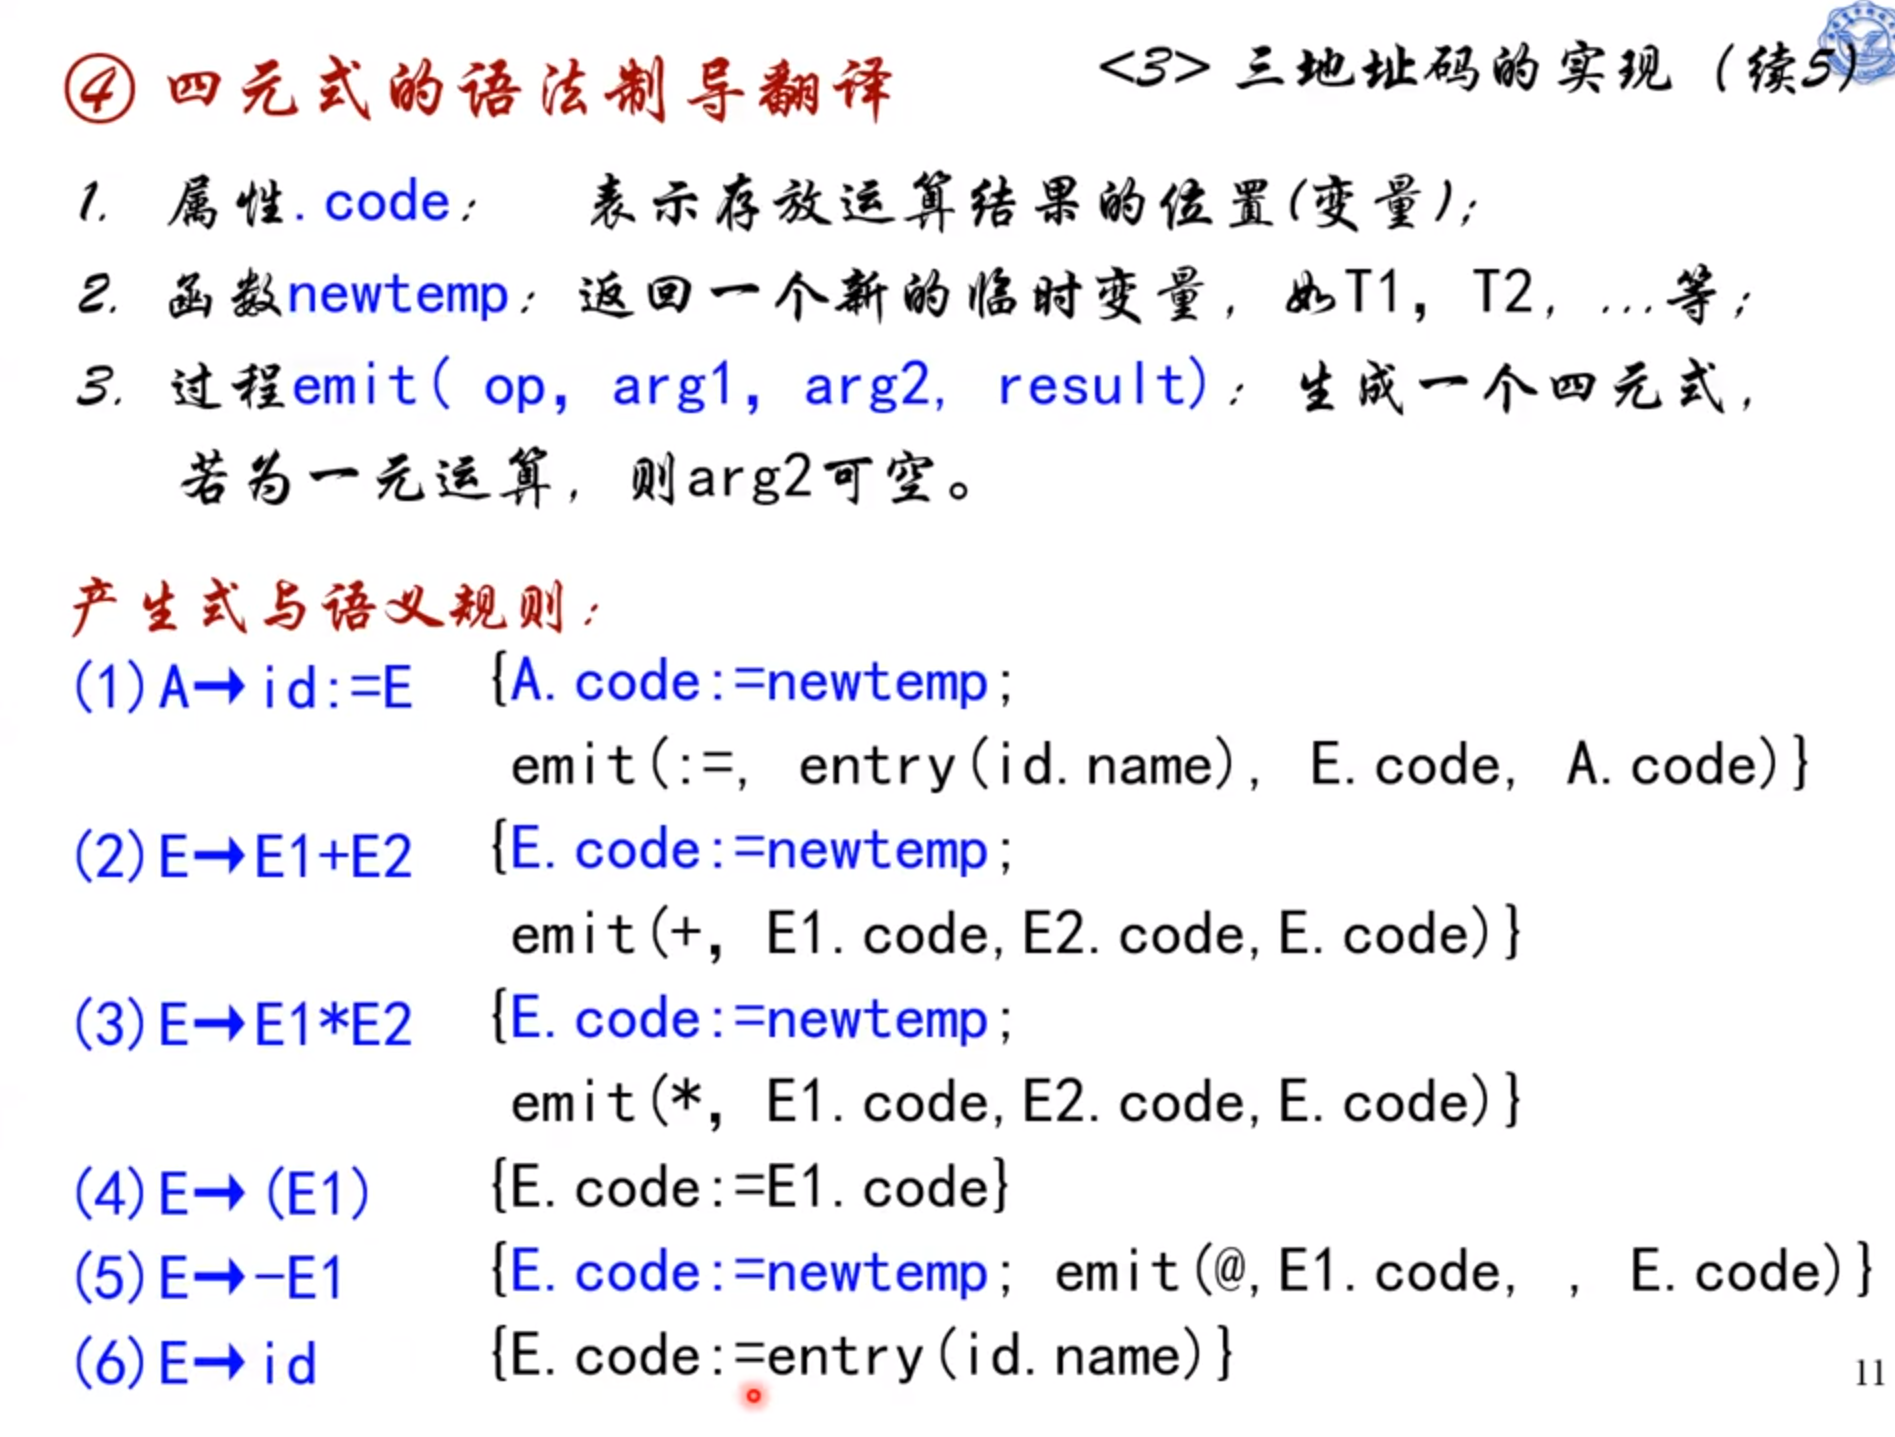 ④ 四元式的语法制导翻译
<3> 三地址码的实现（续5）
1. 属性.code： 表示存放运算结果的位置(变量)；
2. 函数newtemp：返回一个新的临时变量，如T1，T2，...等；
3. 过程emit( op，arg1，arg2，result)：生成一个四元式，
若为一元运算，则arg2可空。
产生式与语义规则：
(1)A→ id:=E {A.code:=newtemp;
emit(:=, entry(id.name), E.code, A.code)}
(2)E→E1+E2 {E.code:=newtemp;
emit(+，E1.code,E2.code,E.code)}
(3)E→E1*E2 {E.code:=newtemp;
emit(*，E1.code,E2.code,E.code)}
(4)E→ (E1) {E.code:=E1.code}
(5)E→-E1 {E.code:=newtemp; emit(@,E1.code, , E.code)}
(6)E→id {E.code:=entry(id.name)}
11